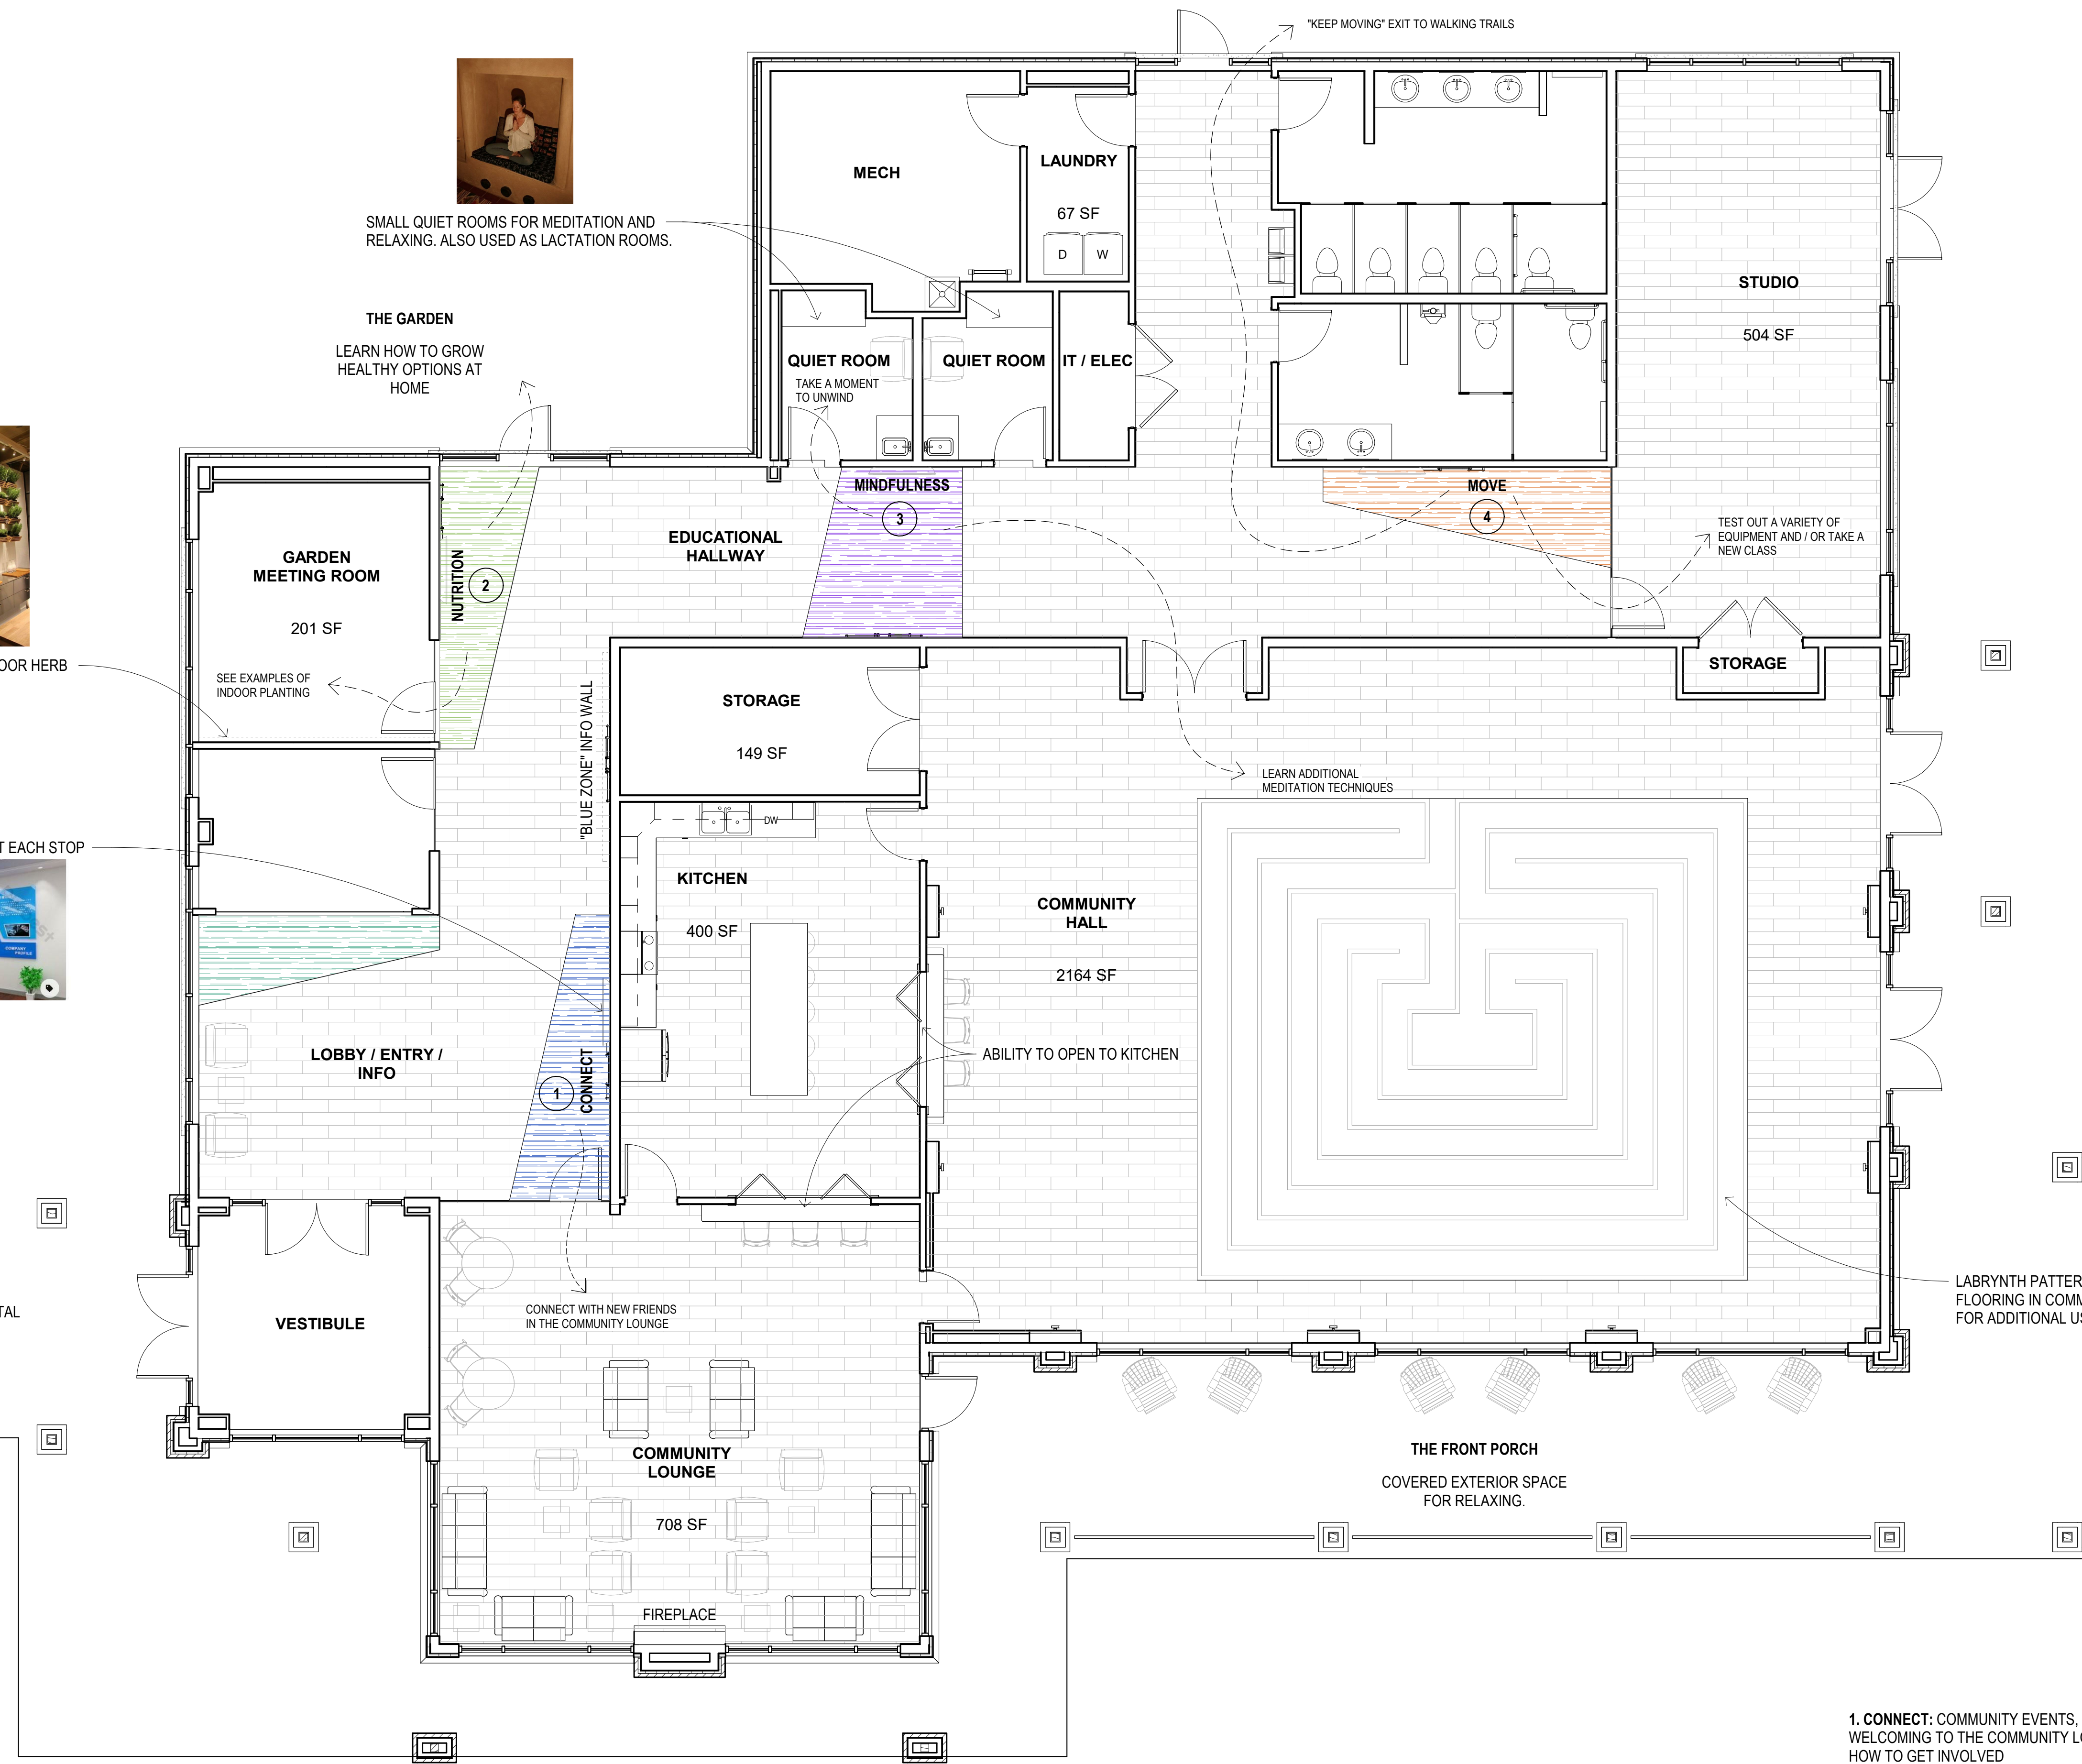 "KEEP MOVING" EXIT TO WALKING TRAILS
MECH
LAUNDRY
67 SF
D
W
SMALL QUIET ROOMS FOR MEDITATION AND
RELAXING. ALSO USED AS LACTATION ROOMS.
STUDIO
504 SF
THE GARDEN
LEARN HOW TO GROW
HEALTHY OPTIONS AT
HOME
QUIET ROOM
TAKE A MOMENT
TO UNWIND
QUIET ROOM
IT / ELEC
MINDFULNESS
3
MOVE
4
TEST OUT A VARIETY OF
EQUIPMENT AND / OR TAKE A
NEW CLASS
EDUCATIONAL
HALLWAY
GARDEN
MEETING ROOM
201 SF
NUTRITION
2
SEE EXAMPLES OF
INDOOR PLANTING
OOR HERB
STORAGE
149 SF
STORAGE
"BLUE ZONE" INFO WALL
LEARN ADDITIONAL
MEDITATION TECHNIQUES
DW
T EACH STOP
KITCHEN
400 SF
COMMUNITY
HALL
2164 SF
COMPANY
PROFILE
LOBBY / ENTRY /
INFO
1
CONNECT
ABILITY TO OPEN TO KITCHEN
LABRYNTH PATTER
FLOORING IN COMM
FOR ADDITIONAL US
TAL
VESTIBULE
CONNECT WITH NEW FRIENDS
IN THE COMMUNITY LOUNGE
COMMUNITY
LOUNGE
708 SF
THE FRONT PORCH
COVERED EXTERIOR SPACE
FOR RELAXING.
FIREPLACE
1. CONNECT: COMMUNITY EVENTS,
WELCOMING TO THE COMMUNITY LO
HOW TO GET INVOLVED